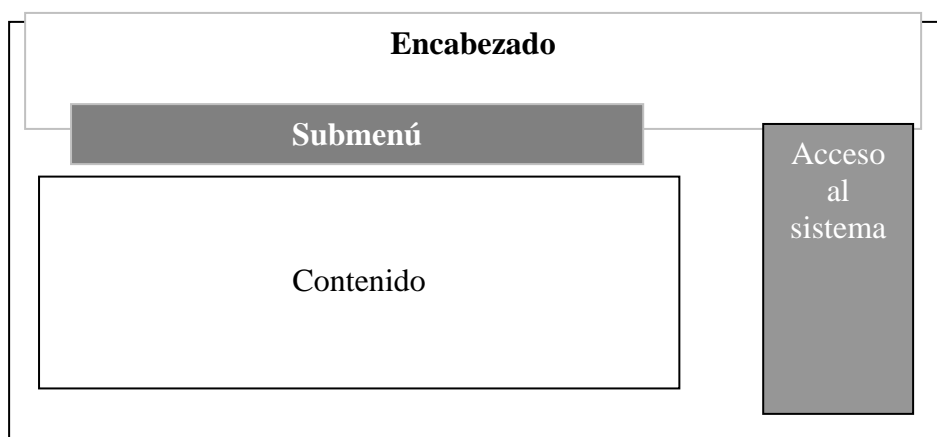 Encabezado
Submenú
Acceso
al
sistema
Contenido